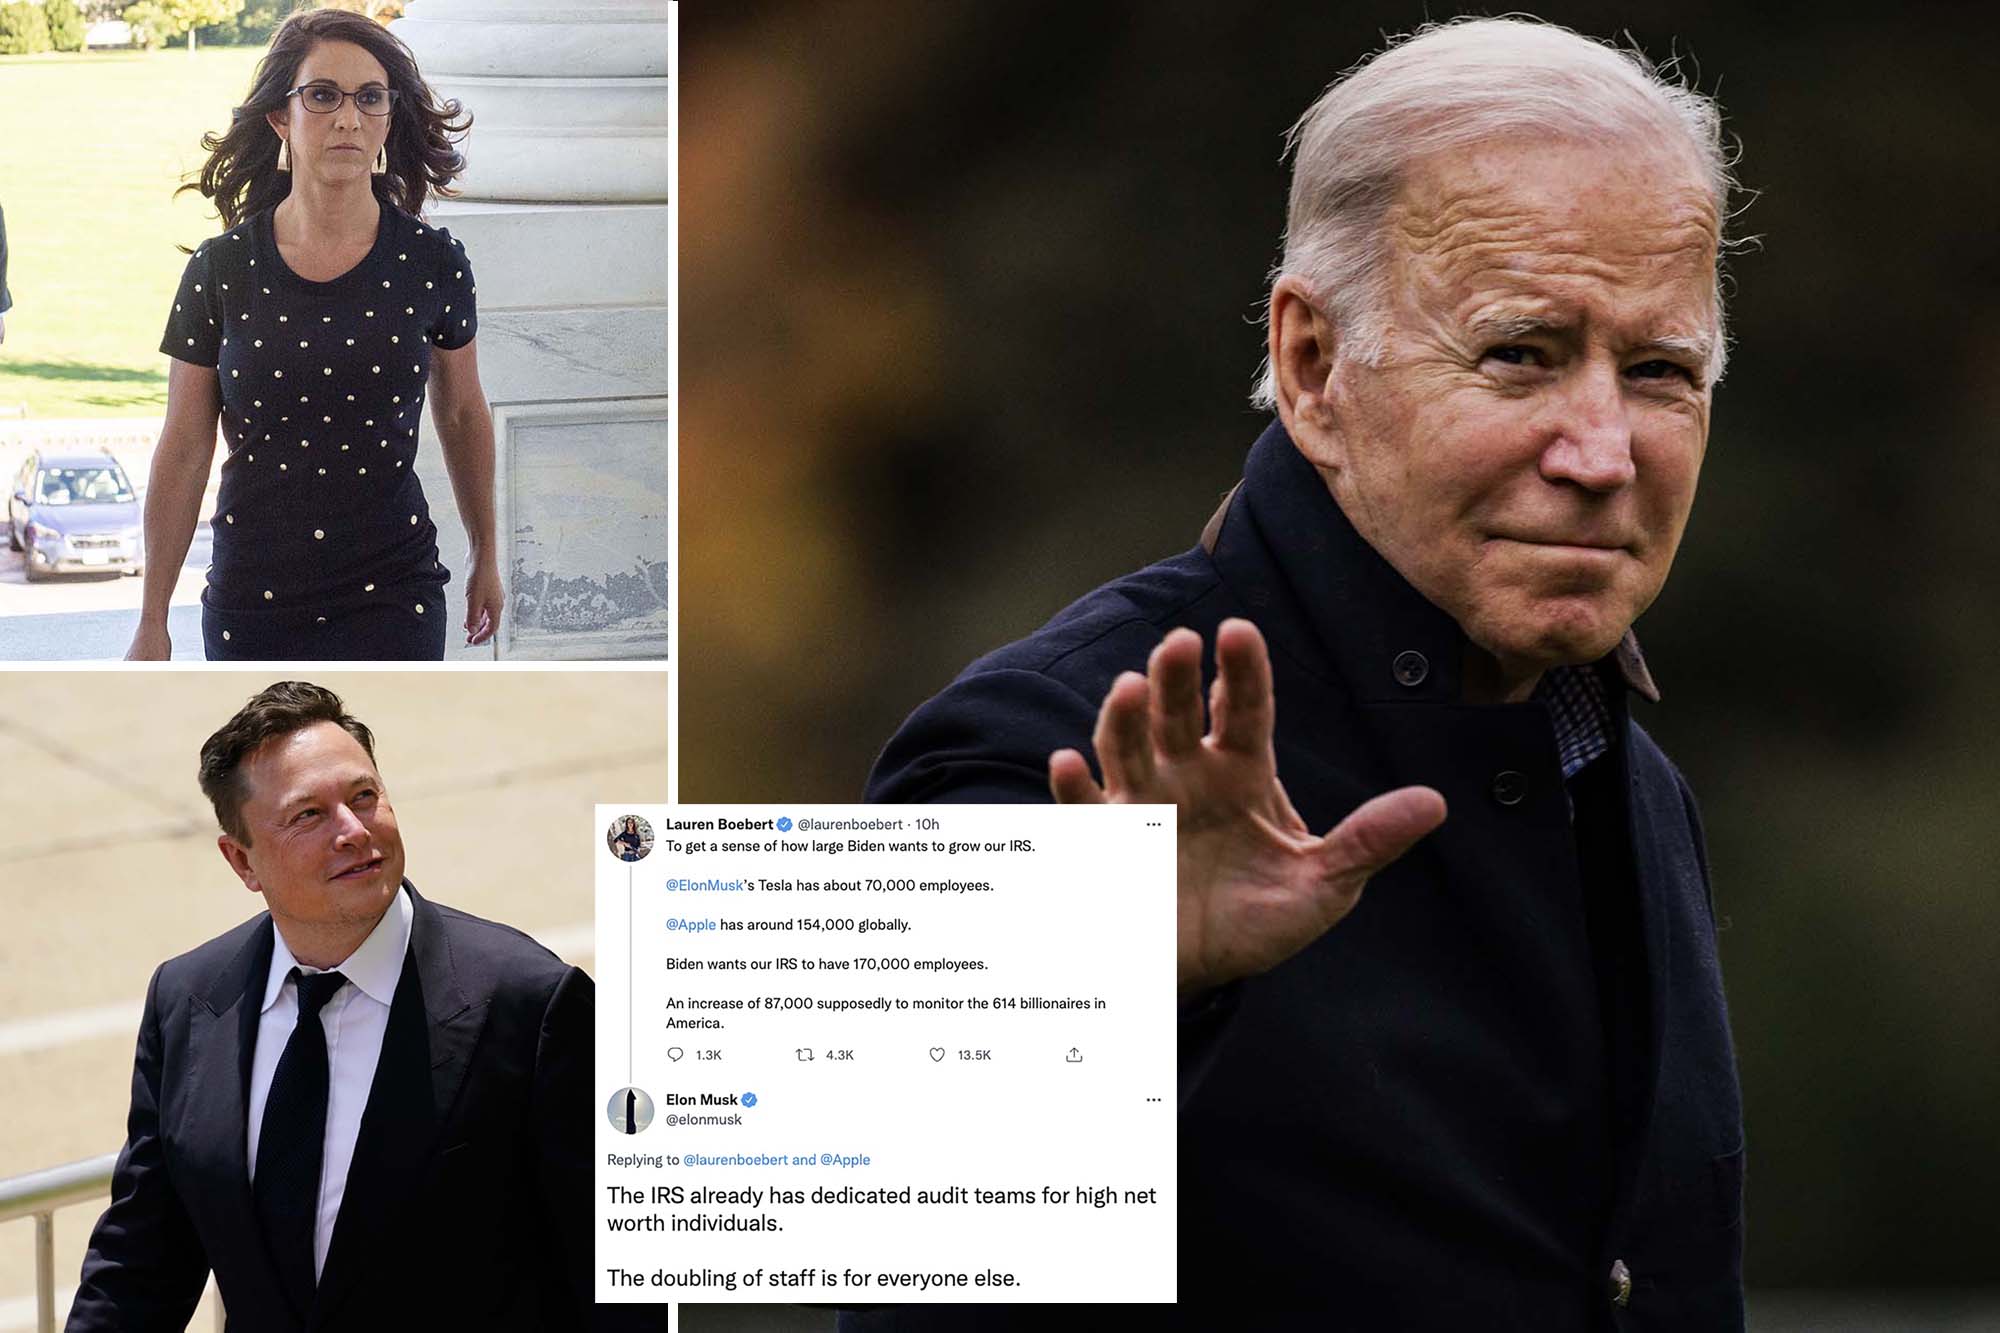 Lauren Boebert @laurenboebert · 10h
To get a sense of how large Biden wants to grow our IRS.
@ElonMusk's Tesla has about 70,000 employees.
@Apple has around 154,000 globally.
Biden wants our IRS to have 170,000 employees.
An increase of 87,000 supposedly to monitor the 614 billionaires in
America.
1.3K 4.3K 13.5K
Elon Musk
@elonmusk
Replying to @laurenboebert and @Apple
The IRS already has dedicated audit teams for high net
worth individuals.
The doubling of staff is for everyone else.